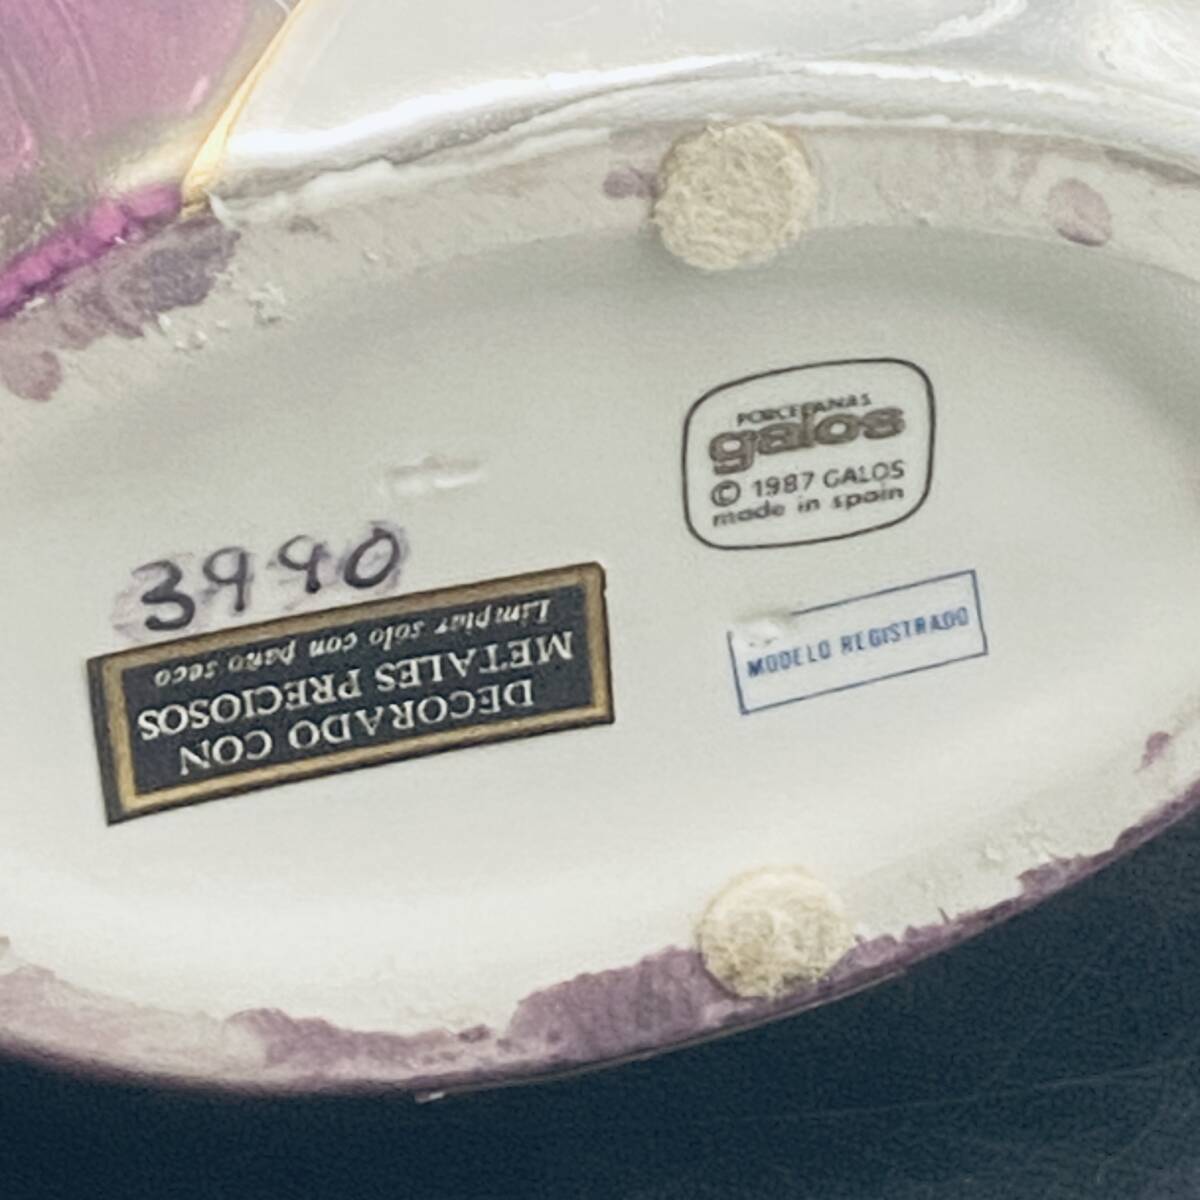 PORCELANAS
galos
© 1987 GALOS
made in spain
3990
MODELO REGISTRADO
DECORADO CON
METALES PRECIOSOS
Limpiar solo con paño seco